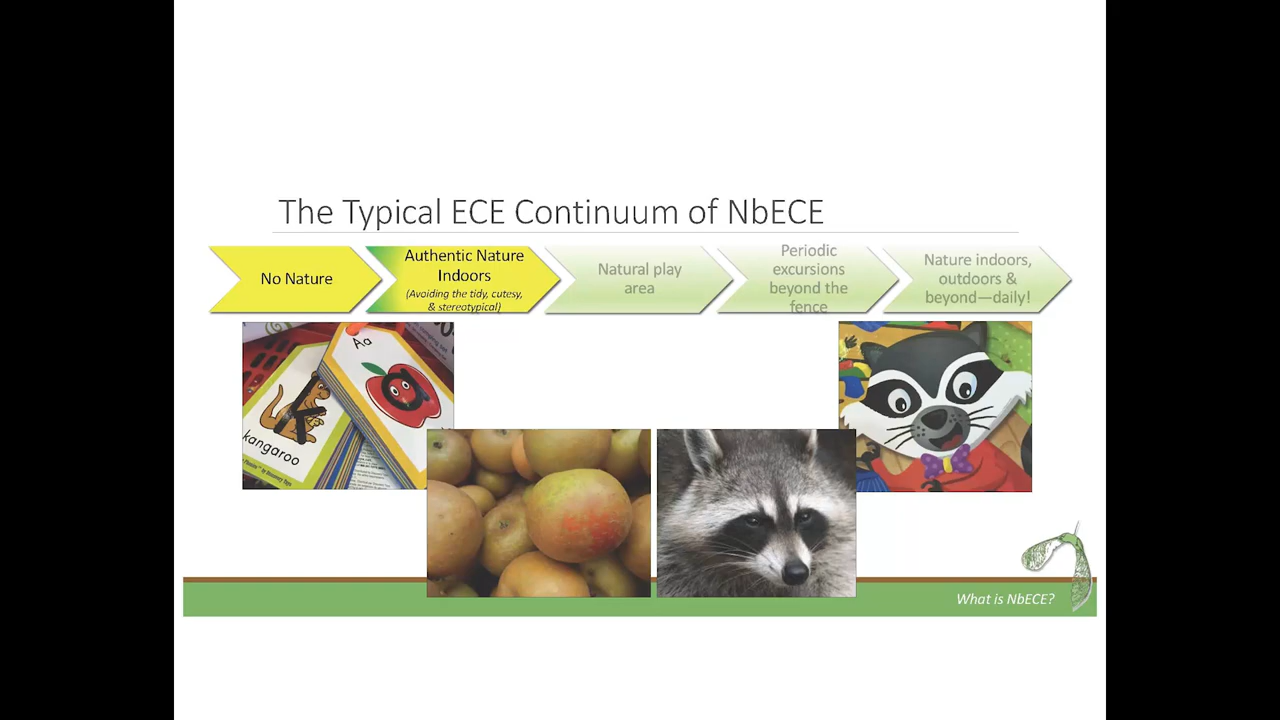 The Typical ECE Continuum of NbECE
No Nature
Authentic Nature
Indoors
(Avoiding the tidy, cutesy,
& stereotypical)
Natural play
area
Periodic
excursions
beyond the
fence
Nature indoors,
outdoors &
beyond—daily!
Aa
K
kangaroo
What is NbECE?